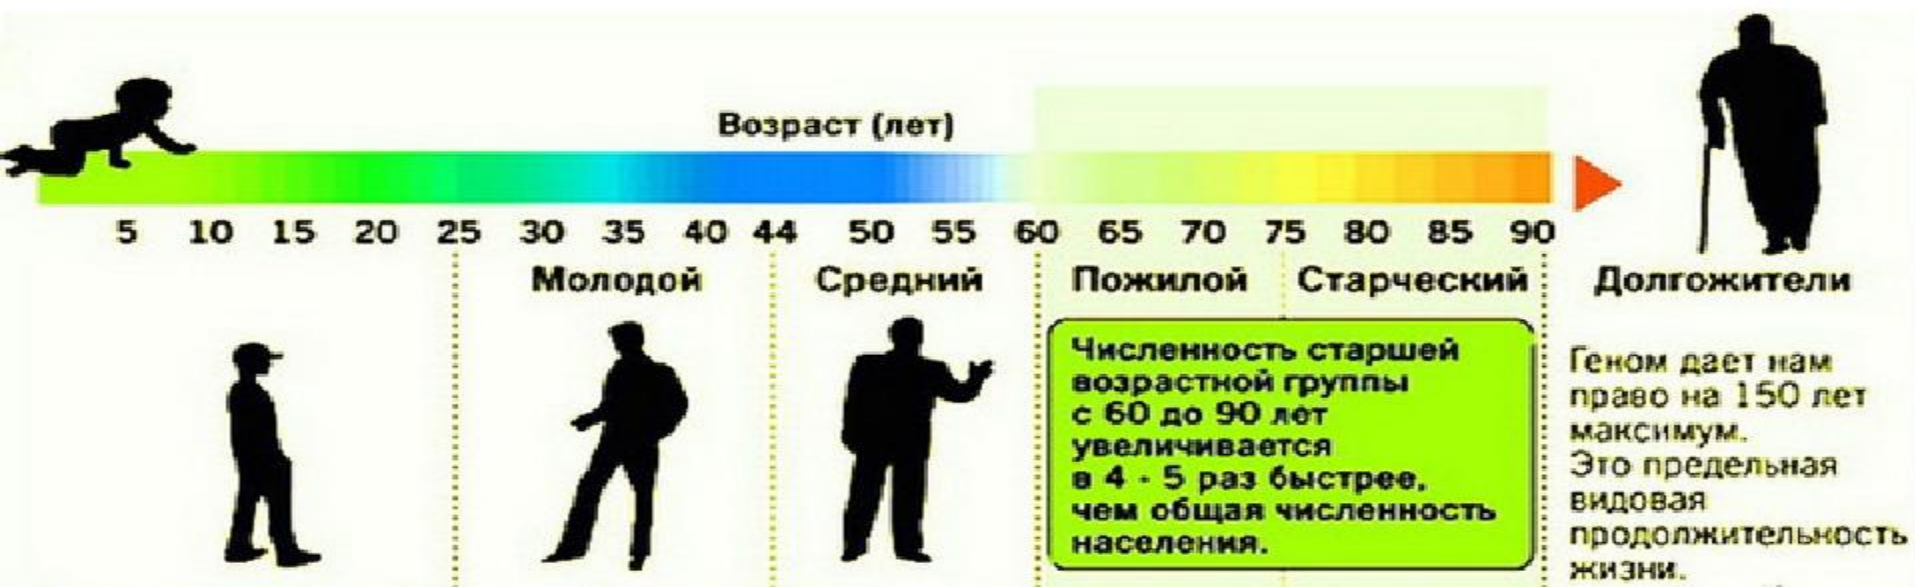 Возраст (лет)
5 10 15 20 25 30 35 40 44 50 55 60 65 70 75 80 85 90
Молодой Средний Пожилой Старческий Долгожители
Численность старшей
возрастной группы
с 60 до 90 лет
увеличивается
в 4 - 5 раз быстрее,
чем общая численность
населения.
Геном дает нам
право на 150 лет
максимум.
Это предельная
видовая
продолжительность
жизни.